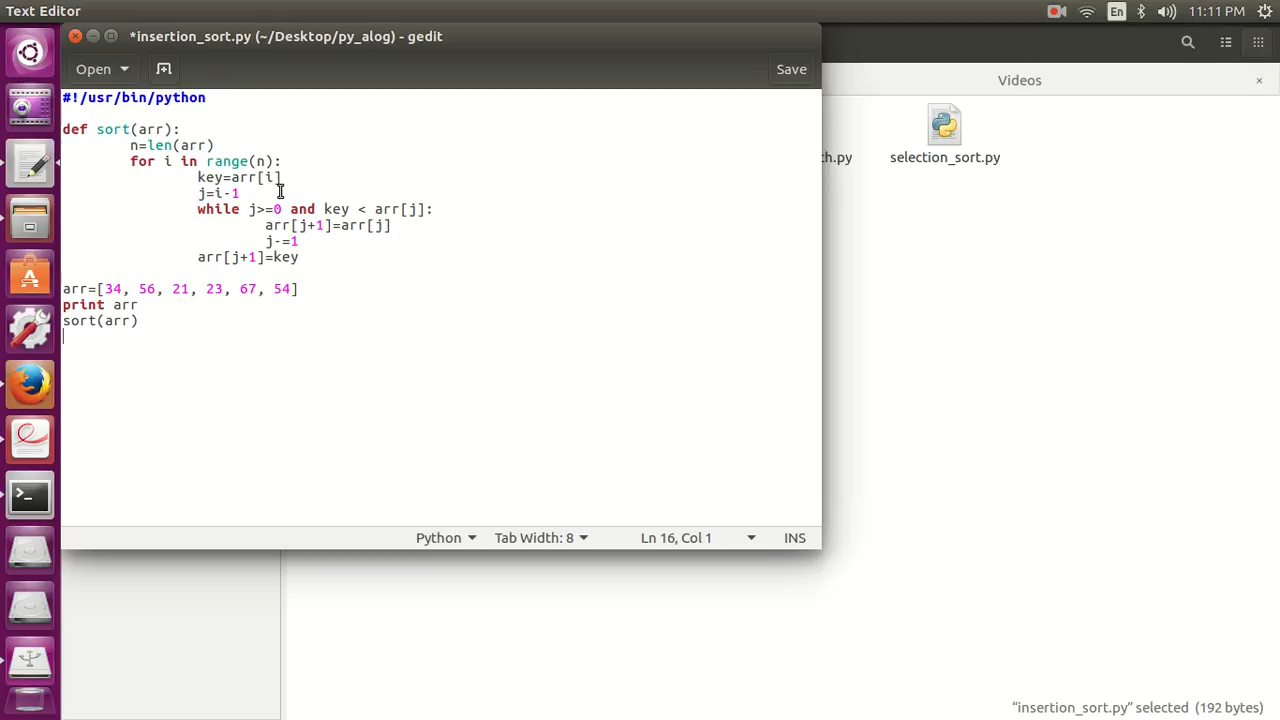 Text Editor
En
11:11 PM
*insertion_sort.py (~/Desktop/py_alog) - gedit
Open
Save
Videos
#!/usr/bin/python
def sort(arr):
        n=len(arr)
        for i in range(n):
                key=arr[i]
                j=i-1
                while j>=0 and key < arr[j]:
                        arr[j+1]=arr[j]
                        j-=1
                arr[j+1]=key
arr=[34, 56, 21, 23, 67, 54]
print arr
sort(arr)
th.py
selection_sort.py
Python
Tab Width: 8
Ln 16, Col 1
INS
“insertion_sort.py” selected (192 bytes)